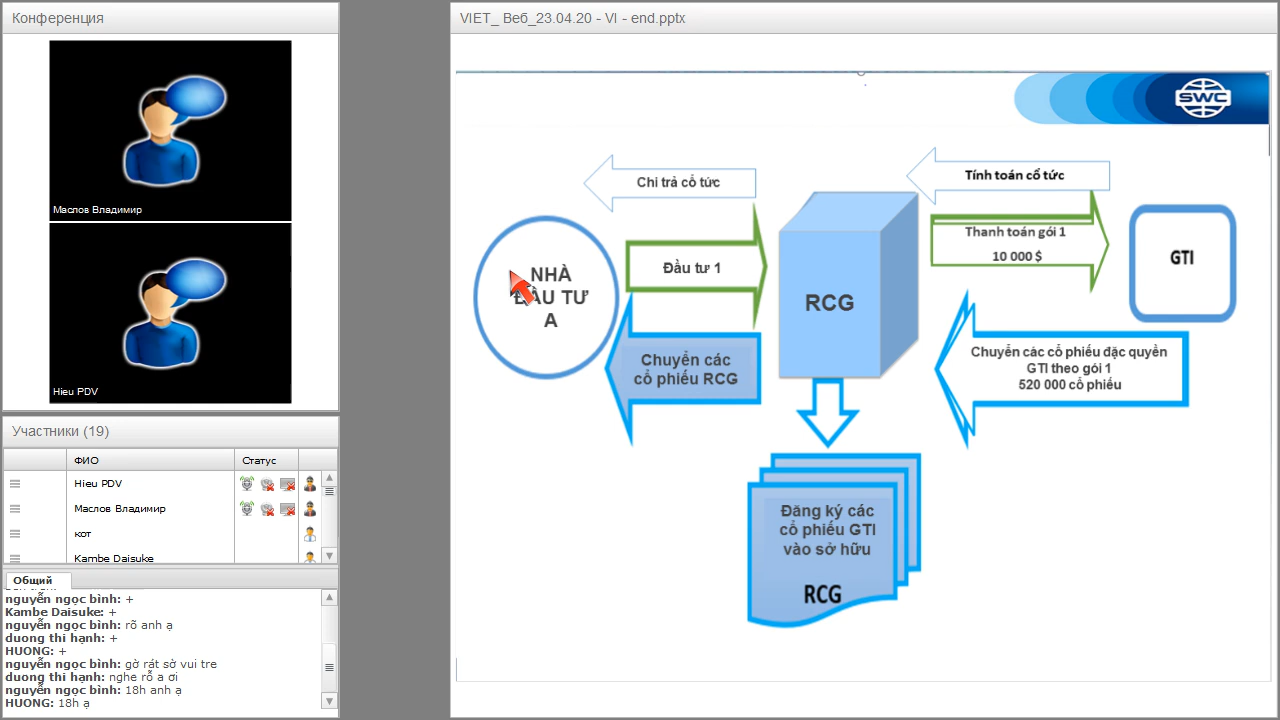 Конференция
Маслов Владимир
Hieu PDV
Участники (19)
ФИО
Статус
Hieu PDV
Маслов Владимир
кот
Kambe Daisuke
Общий
nguyễn ngọc bình: +
Kambe Daisuke: +
nguyễn ngọc bình: rõ anh ạ
duong thi hạnh: +
HUONG: +
nguyễn ngọc bình: gờ rát sờ vui tre
duong thi hạnh: nghe rỗ a ơi
nguyễn ngọc bình: 18h anh ạ
HUONG: 18h ạ
VIET_ Веб_23.04.20 - VI - end.pptx
SWC
Chi trả cổ tức
Tính toán cổ tức
NHÀ
ĐẦU TƯ
A
Đầu tư 1
RCG
Thanh toán gói 1
10 000 $
GTI
Chuyển các
cổ phiếu RCG
Chuyển các cổ phiếu đặc quyền
GTI theo gói 1
520 000 cổ phiếu
Đăng ký các
cổ phiếu GTI
vào sở hữu
RCG